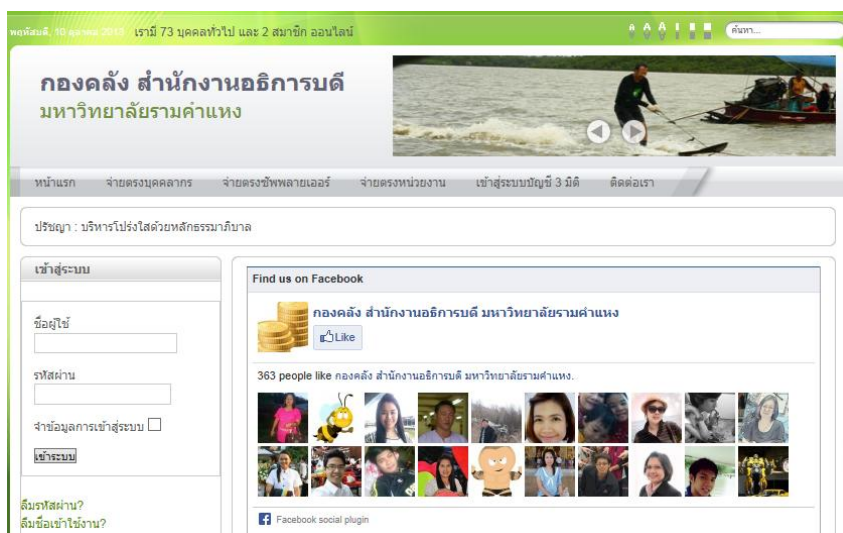 พฤหัสบดี, 10 ตุลาคม 2013 เรามี 73 บุคคลทั่วไป และ 2 สมาชิก ออนไลน์
ค้นหา...
กองคลัง สำนักงานอธิการบดี
มหาวิทยาลัยรามคำแหง
หน้าแรก จ่ายตรงบุคคลากร จ่ายตรงซัพพลายเออร์ จ่ายตรงหน่วยงาน เข้าสู่ระบบบัญชี 3 มิติ ติดต่อเรา
ปรัชญา : บริหารโปร่งใสด้วยหลักธรรมาภิบาล
เข้าสู่ระบบ
ชื่อผู้ใช้
รหัสผ่าน
จำข้อมูลการเข้าสู่ระบบ
เข้าระบบ
ลืมรหัสผ่าน?
ลืมชื่อเข้าใช้งาน?
Find us on Facebook
กองคลัง สำนักงานอธิการบดี มหาวิทยาลัยรามคำแหง
Like
363 people like กองคลัง สำนักงานอธิการบดี มหาวิทยาลัยรามคำแหง.
Facebook social plugin